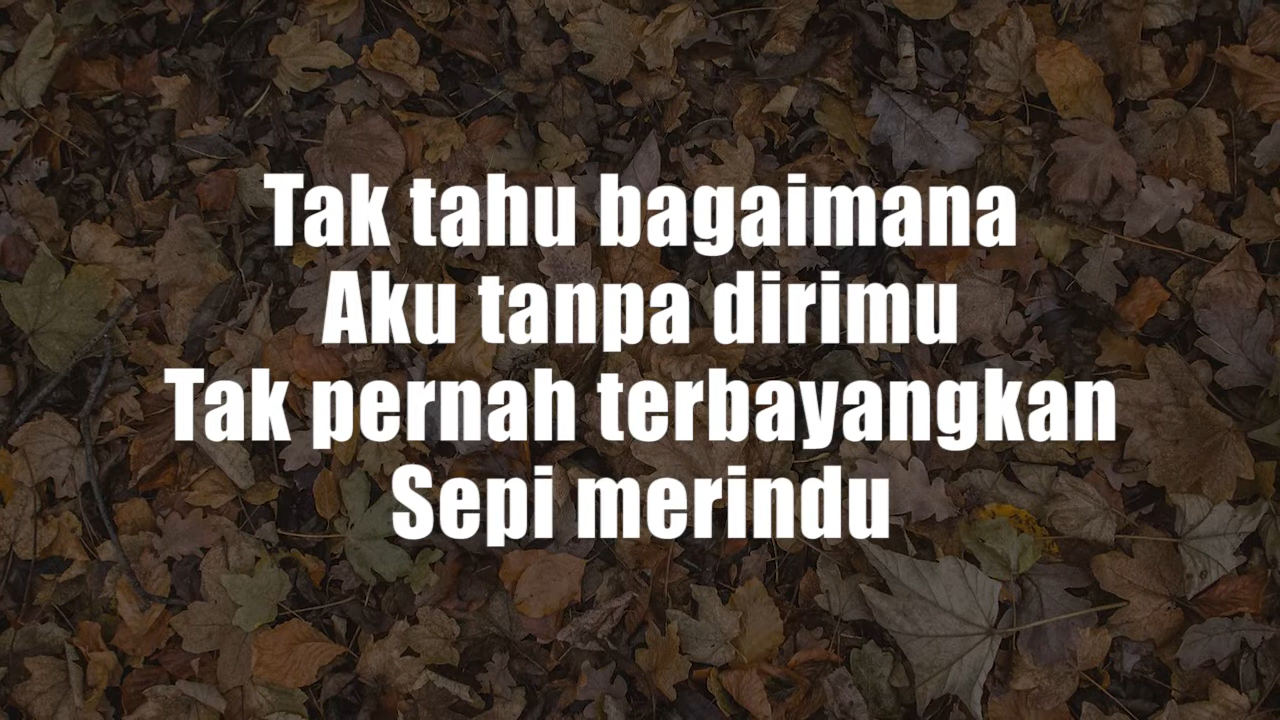 Tak tahu bagaimana
Aku tanpa dirimu
Tak pernah terbayangkan
Sepi merindu